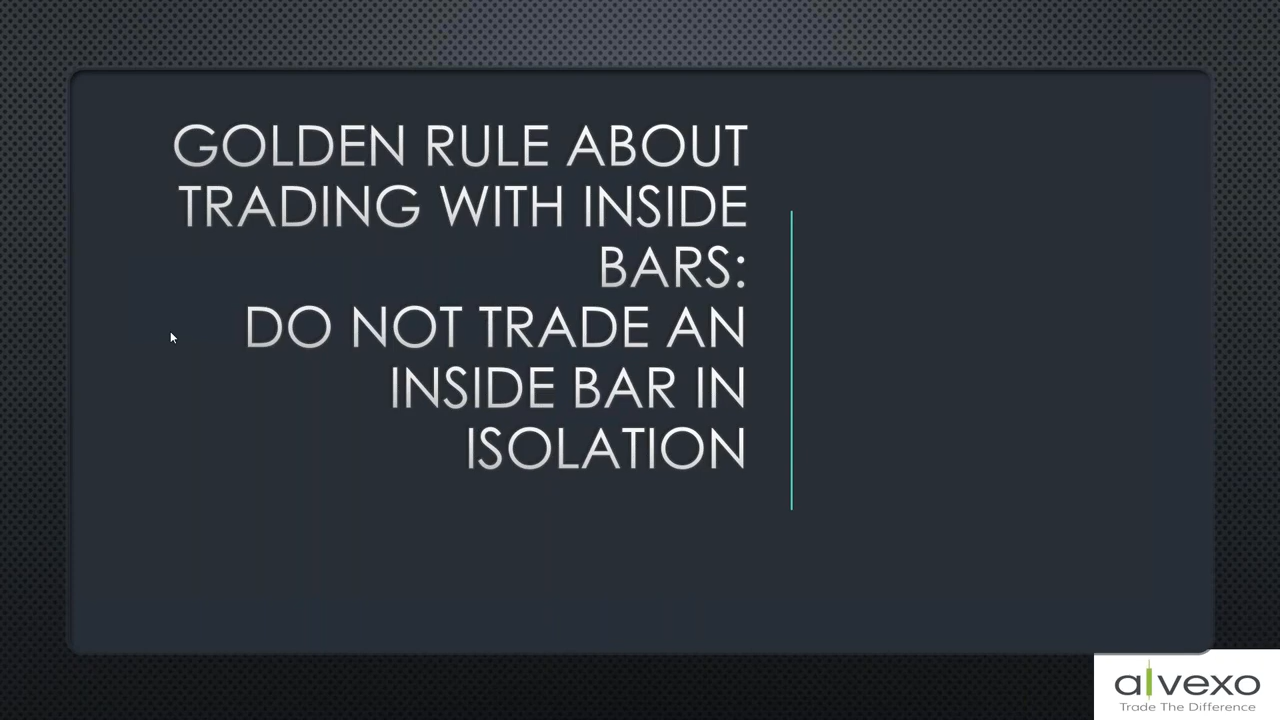 GOLDEN RULE ABOUT
TRADING WITH INSIDE
BARS:
DO NOT TRADE AN
INSIDE BAR IN
ISOLATION
alvexo
Trade The Difference